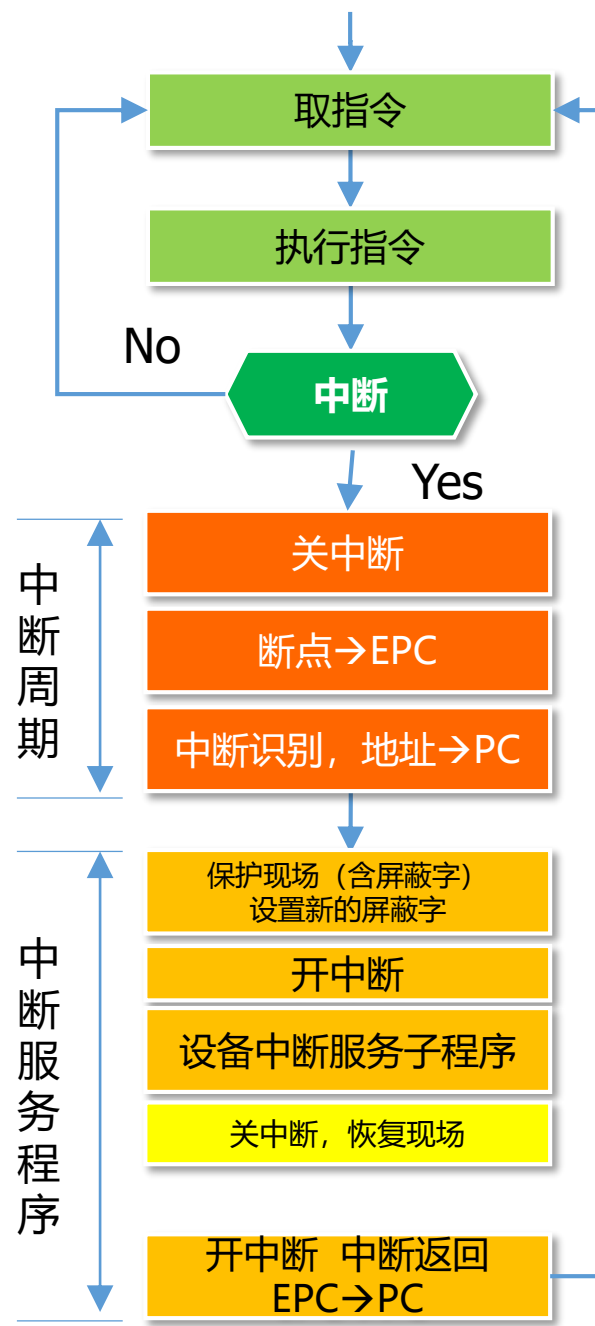 取指令
执行指令
No
中断
Yes
中断周期
关中断
断点→EPC
中断识别，地址→PC
中断服务程序
保护现场（含屏蔽字）
设置新的屏蔽字
开中断
设备中断服务子程序
关中断，恢复现场
开中断 中断返回
EPC→PC